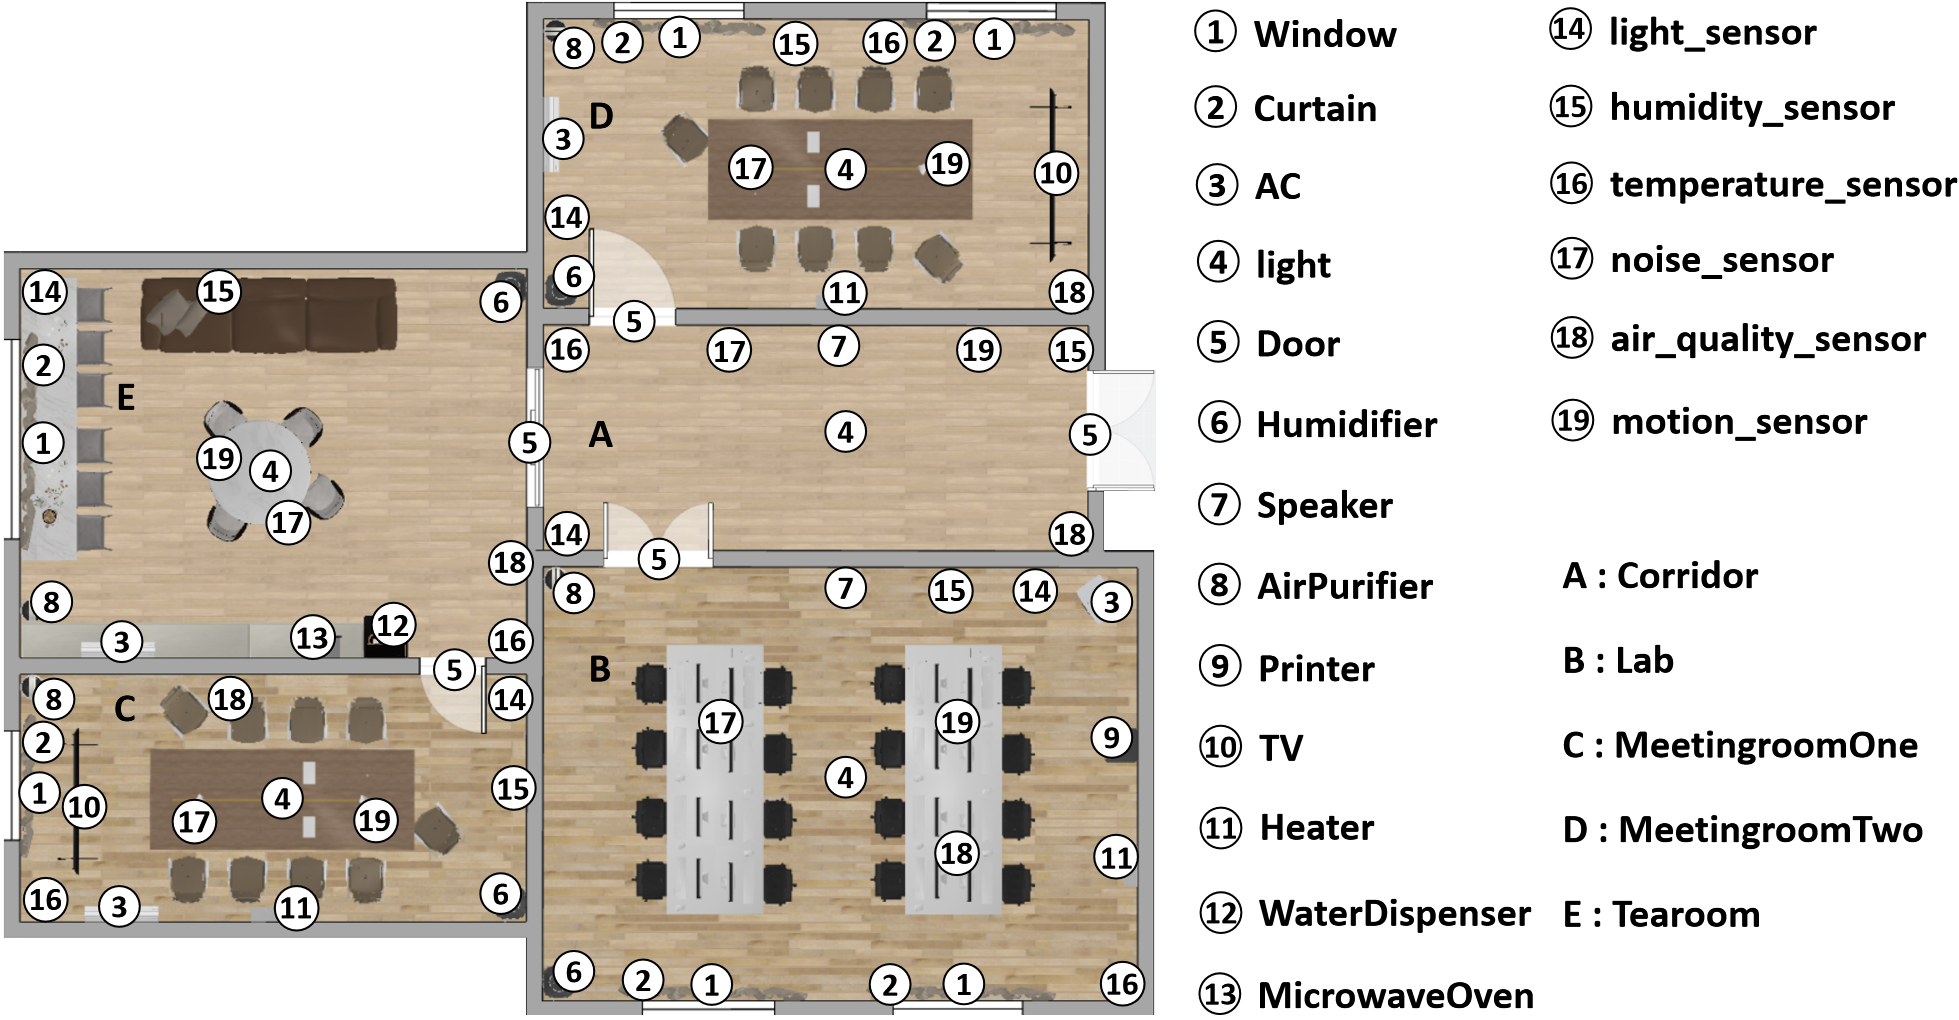 8 2 1 15 16 2 1
D
3
17 4 19 10
14
6 11 18
5
16 17 7 19 15
A 4 5
14 5 18
14 15 6
2
E
1 19 4 5
17
18
8
3 13 12 16
5
8 C 18 14
2
1 10 4 15
17 19
16 3 11 6
8 7 15 14 3
B
17 19 9
4
18 11
6 2 1 2 1 16
1 Window
2 Curtain
3 AC
4 light
5 Door
6 Humidifier
7 Speaker
8 AirPurifier
9 Printer
10 TV
11 Heater
12 WaterDispenser
13 MicrowaveOven
14 light_sensor
15 humidity_sensor
16 temperature_sensor
17 noise_sensor
18 air_quality_sensor
19 motion_sensor
A : Corridor
B : Lab
C : MeetingroomOne
D : MeetingroomTwo
E : Tearoom